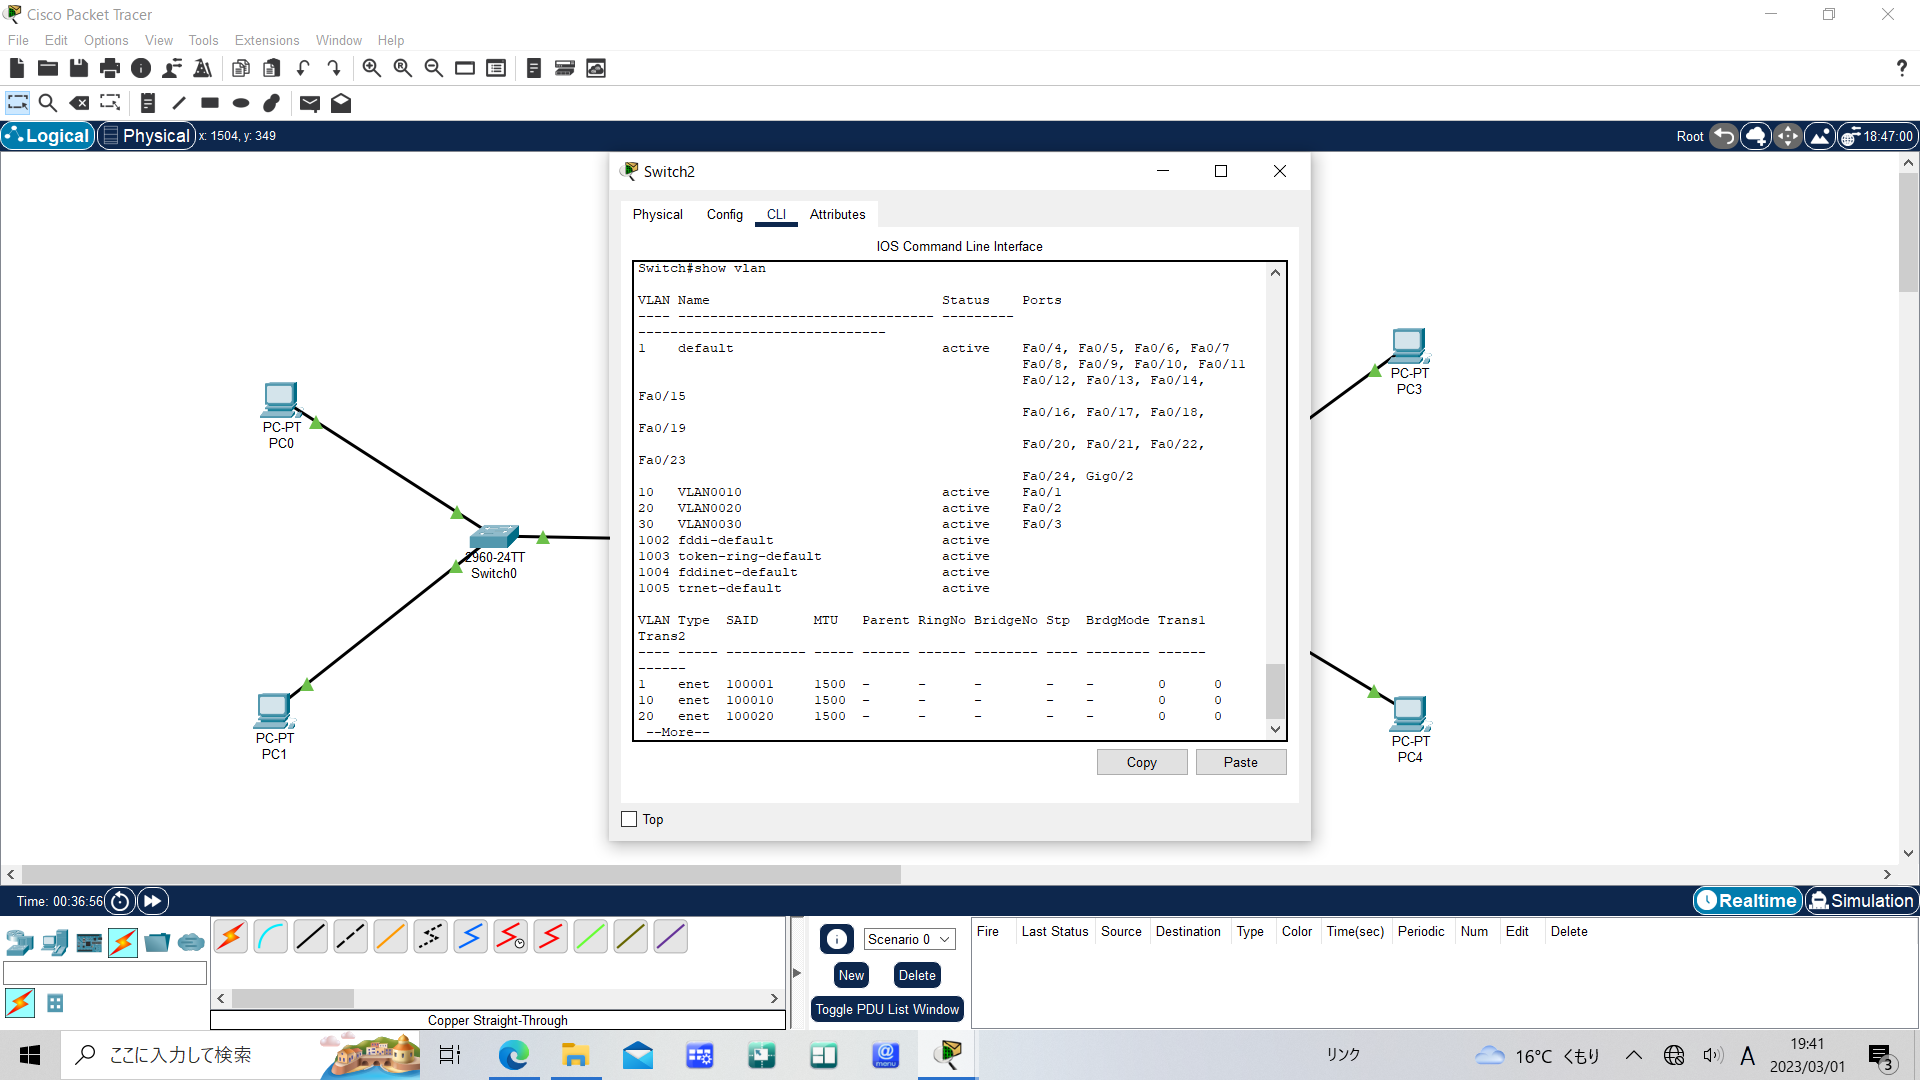 Cisco Packet Tracer
File Edit Options View Tools Extensions Window Help
?
Logical Physical x: 1504, y: 349 Root 18:47:00
Switch2
Physical Config CLI Attributes
IOS Command Line Interface
Switch#show vlan
VLAN Name Status Ports
---- -------------------------------- ---------
-------------------------------
1 default active Fa0/4, Fa0/5, Fa0/6, Fa0/7
Fa0/8, Fa0/9, Fa0/10, Fa0/11
Fa0/12, Fa0/13, Fa0/14,
Fa0/15
Fa0/16, Fa0/17, Fa0/18,
Fa0/19
Fa0/20, Fa0/21, Fa0/22,
Fa0/23
Fa0/24, Gig0/2
10 VLAN0010 active Fa0/1
20 VLAN0020 active Fa0/2
30 VLAN0030 active Fa0/3
1002 fddi-default active
1003 token-ring-default active
1004 fddinet-default active
1005 trnet-default active
VLAN Type SAID MTU Parent RingNo BridgeNo Stp BrdgMode Trans1
Trans2
---- ----- ---------- ----- ------ ------ -------- ---- -------- ------
------
1 enet 100001 1500 - - - - - 0 0
10 enet 100010 1500 - - - - - 0 0
20 enet 100020 1500 - - - - - 0 0
--More--
Copy Paste
Top
PC-PT
PC0
2960-24TT
Switch0
PC-PT
PC1
PC-PT
PC3
PC-PT
PC4
Time: 00:36:56 Realtime Simulation
Copper Straight-Through
Scenario 0
New Delete
Toggle PDU List Window
Fire Last Status Source Destination Type Color Time(sec) Periodic Num Edit Delete
ここに入力して検索
@
menu
リンク
16°C くもり
A
19:41
2023/03/01
3